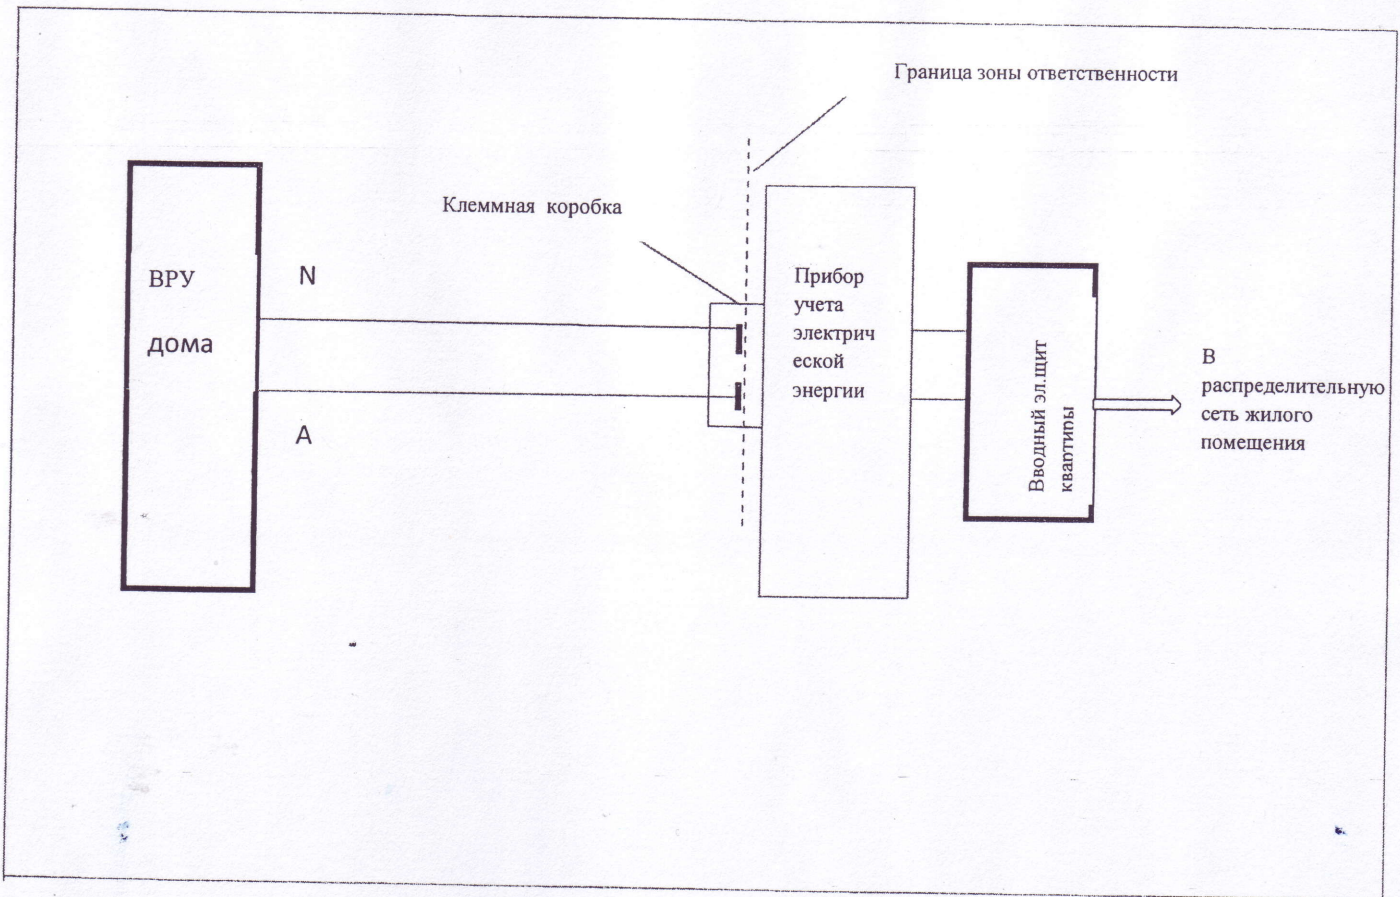 Граница зоны ответственности
Клеммная коробка
ВРУ
дома
N
А
Прибор
учета
электрич
еской
энергии
Вводный эл.щит
квартиры
В
распределительную
сеть жилого
помещения